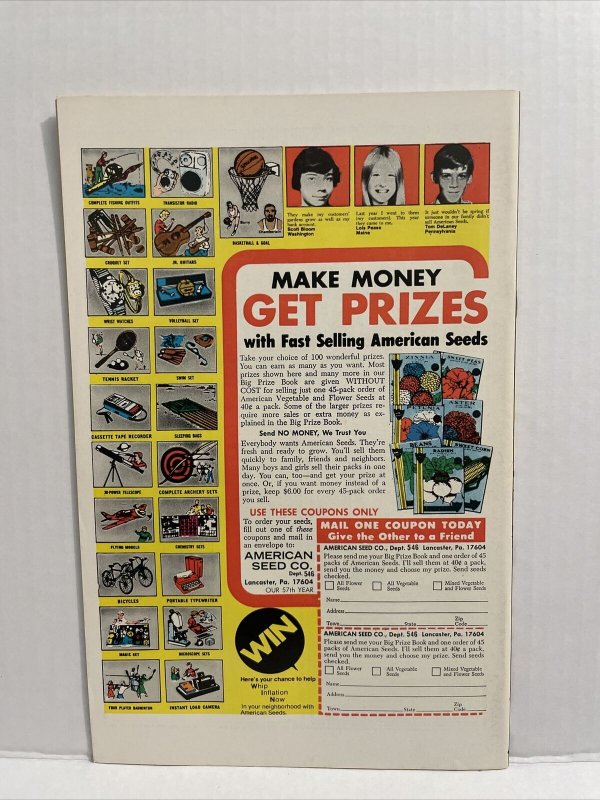 COMPLETE FISHING OUTFITS
TRANSISTOR RADIO
BASKETBALL & GOAL
They make my customers'
gardens grow as well as my
bank account.
Scott Bloom
Washington
Last year I went to them
(my customers). This year
they came to me.
Lois Pease
Maine
It just wouldn't be spring if
someone in our family didn't
sell American Seeds.
Tom DeLaney
Pennsylvania
CROQUET SET
JR. GUITARS
WRIST WATCHES
VOLLEYBALL SET
TENNIS RACKET
SWIM SET
CASSETTE TAPE RECORDER
SLEEPING BAGS
30-POWER TELESCOPE
COMPLETE ARCHERY SETS
FLYING MODELS
CHEMISTRY SETS
BICYCLES
PORTABLE TYPEWRITER
MAGIC SET
MICROSCOPE SETS
FOUR PLAYER BADMINTON
INSTANT LOAD CAMERA
MAKE MONEY
GET PRIZES
with Fast Selling American Seeds
Take your choice of 100 wonderful prizes.
You can earn as many as you want. Most
prizes shown here and many more in our
Big Prize Book are given WITHOUT
COST for selling just one 45-pack order of
American Vegetable and Flower Seeds at
40¢ a pack. Some of the larger prizes re-
quire more sales or extra money as ex-
plained in the Big Prize Book.
Send NO MONEY, We Trust You
Everybody wants American Seeds. They're
fresh and ready to grow. You'll sell them
quickly to family, friends and neighbors.
Many boys and girls sell their packs in one
day. You can, too—and get your prize at
once. Or, if you want money instead of a
prize, keep $6.00 for every 45-pack order
you sell.
ZINNIA
SWEET PEAS
PETUNIA
ASTER
BEANS
RADISH
SWEET CORN
USE THESE COUPONS ONLY
To order your seeds,
fill out one of these
coupons and mail in
an envelope to:
AMERICAN
SEED CO.
Dept. 546
Lancaster, Pa. 17604
OUR 57th YEAR
MAIL ONE COUPON TODAY
Give the Other to a Friend
AMERICAN SEED CO., Dept. 546 Lancaster, Pa. 17604
Please send me your Big Prize Book and one order of 45
packs of American Seeds. I'll sell them at 40¢ a pack,
send you the money and choose my prize. Send seeds
checked.
All Flower Seeds
All Vegetable Seeds
Mixed Vegetable and Flower Seeds
Name
Address
Town State Zip Code
AMERICAN SEED CO., Dept. 546 Lancaster, Pa. 17604
Please send me your Big Prize Book and one order of 45
packs of American Seeds. I'll sell them at 40¢ a pack,
send you the money and choose my prize. Send seeds
checked.
All Flower Seeds
All Vegetable Seeds
Mixed Vegetable and Flower Seeds
Name
Address
Town State Zip Code
WIN
Here's your chance to help
Whip
Inflation
Now
in your neighborhood with
American Seeds.